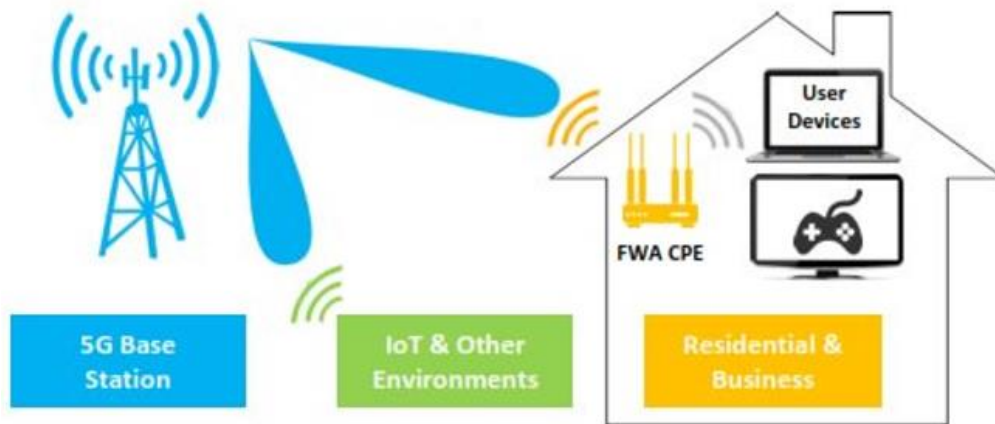 User
Devices
FWA CPE
5G Base
Station
IoT & Other
Environments
Residential &
Business